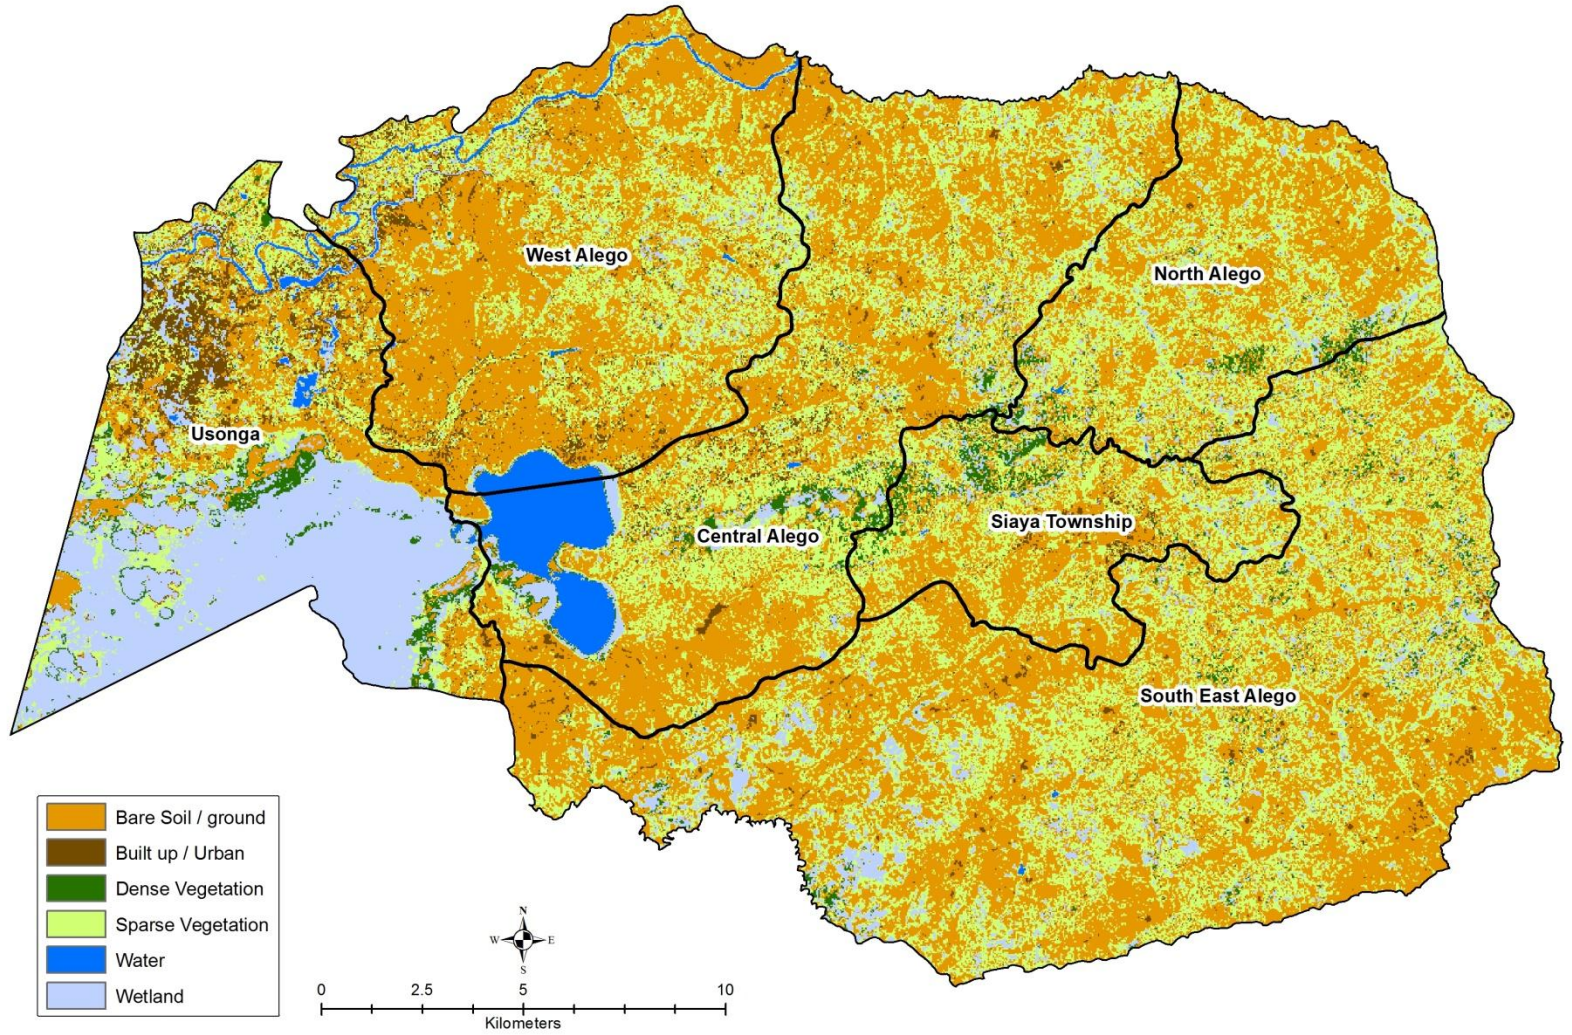 West Alego
North Alego
Usonga
Central Alego
Siaya Township
South East Alego
Bare Soil / ground
Built up / Urban
Dense Vegetation
Sparse Vegetation
Water
Wetland
N
W E
S
0 2.5 5 10
Kilometers